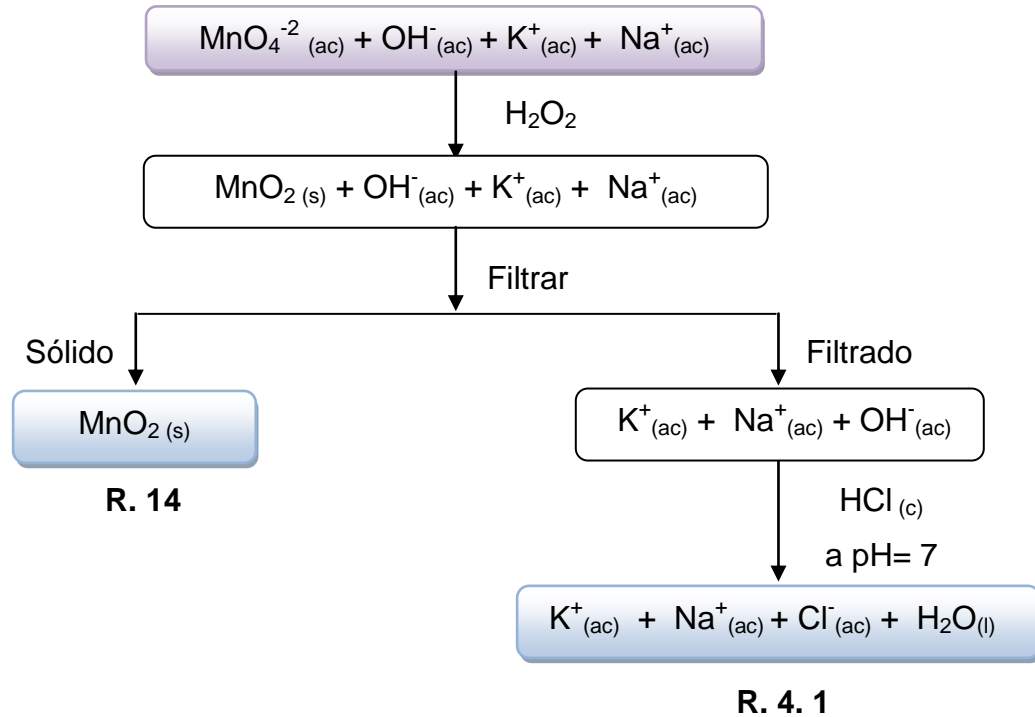 MnO₄⁻² (ac) + OH⁻(ac) + K⁺(ac) + Na⁺(ac)
H₂O₂
MnO₂ (s) + OH⁻(ac) + K⁺(ac) + Na⁺(ac)
Filtrar
Sólido
Filtrado
MnO₂ (s)
K⁺(ac) + Na⁺(ac) + OH⁻(ac)
R. 14
HCl (c)
a pH= 7
K⁺(ac) + Na⁺(ac) + Cl⁻(ac) + H₂O(l)
R. 4. 1